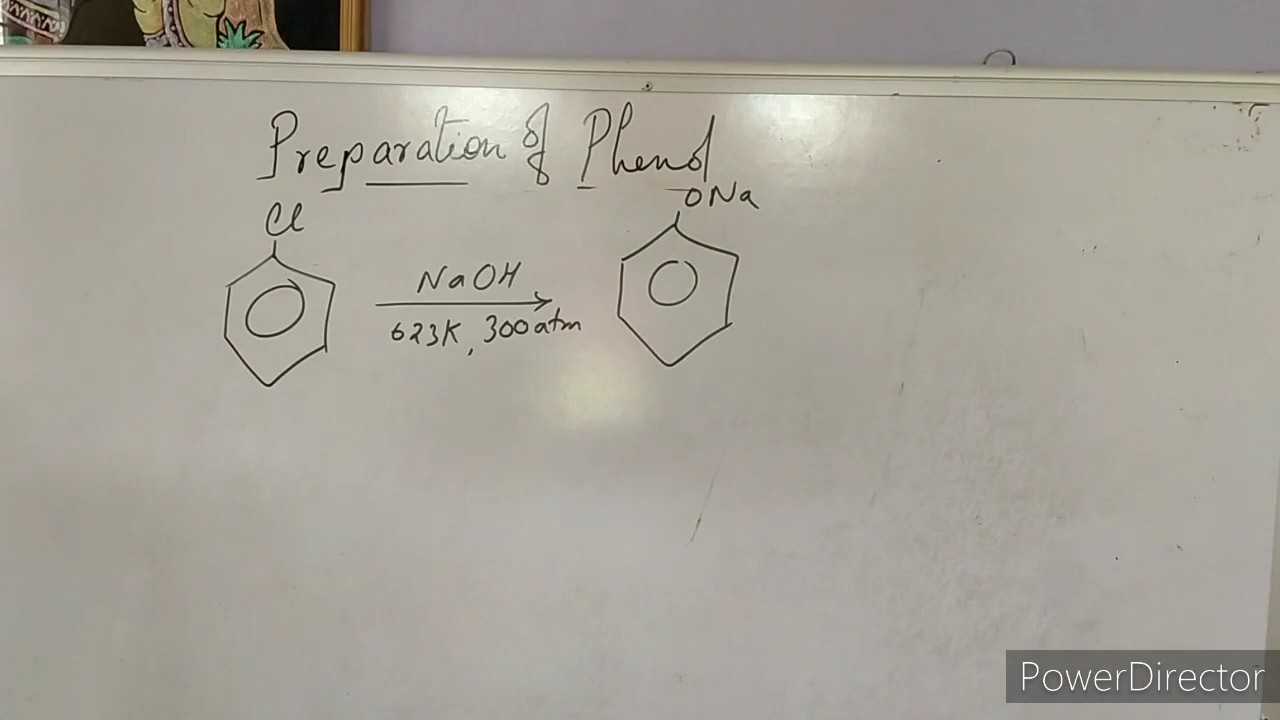 Preparation of Phenol
Cl
NaOH
623K, 300atm
ONa
PowerDirector